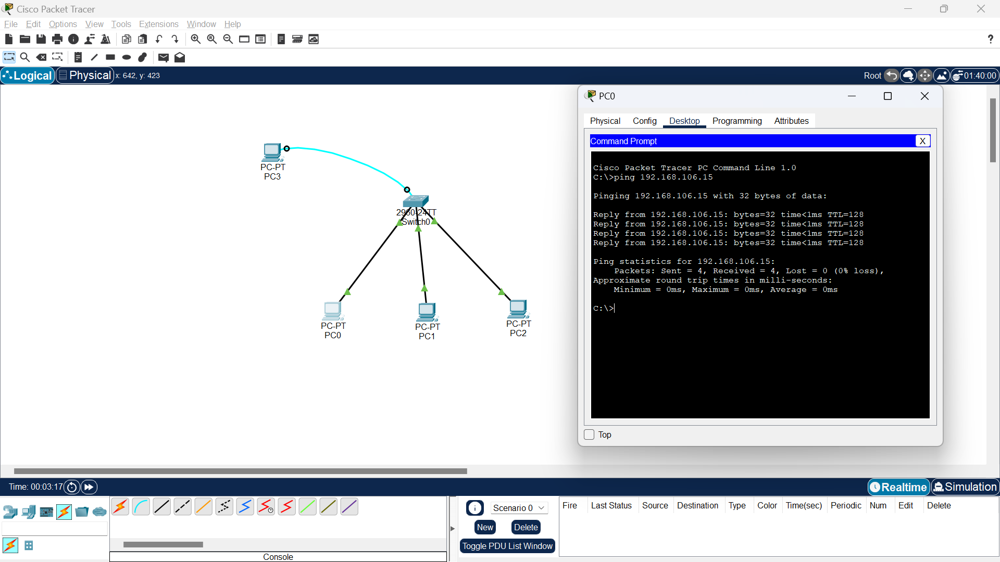 Cisco Packet Tracer
File Edit Options View Tools Extensions Window Help
?
Logical Physical x: 642, y: 423 Root 01:40:00
PC0
Physical Config Desktop Programming Attributes
Command Prompt X
Cisco Packet Tracer PC Command Line 1.0
C:\>ping 192.168.106.15
Pinging 192.168.106.15 with 32 bytes of data:
Reply from 192.168.106.15: bytes=32 time<1ms TTL=128
Reply from 192.168.106.15: bytes=32 time<1ms TTL=128
Reply from 192.168.106.15: bytes=32 time<1ms TTL=128
Reply from 192.168.106.15: bytes=32 time<1ms TTL=128
Ping statistics for 192.168.106.15:
Packets: Sent = 4, Received = 4, Lost = 0 (0% loss),
Approximate round trip times in milli-seconds:
Minimum = 0ms, Maximum = 0ms, Average = 0ms
C:\>
Top
PC-PT
PC3
2960-24TT
Switch0
PC-PT
PC0
PC-PT
PC1
PC-PT
PC2
Time: 00:03:17 Realtime Simulation
Scenario 0
New Delete
Toggle PDU List Window
Fire Last Status Source Destination Type Color Time(sec) Periodic Num Edit Delete
Console